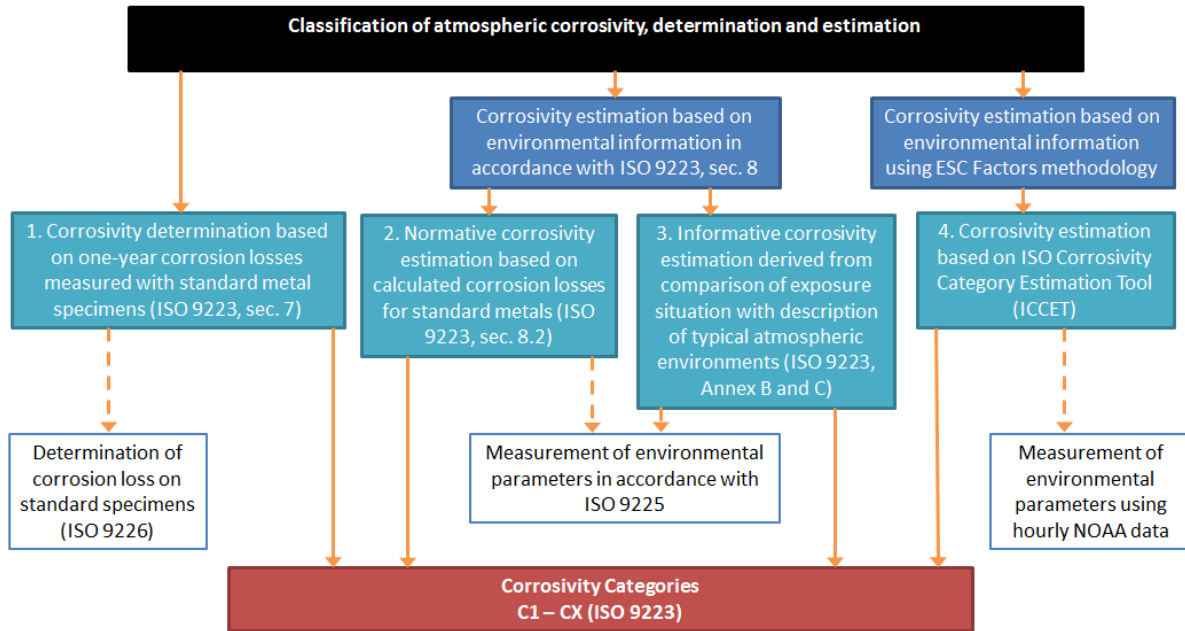 Classification of atmospheric corrosivity, determination and estimation
Corrosivity estimation based on
environmental information in
accordance with ISO 9223, sec. 8
Corrosivity estimation based on
environmental information
using ESC Factors methodology
1. Corrosivity determination based
on one-year corrosion losses
measured with standard metal
specimens (ISO 9223, sec. 7)
2. Normative corrosivity
estimation based on
calculated corrosion losses
for standard metals (ISO
9223, sec. 8.2)
3. Informative corrosivity
estimation derived from
comparison of exposure
situation with description
of typical atmospheric
environments (ISO 9223,
Annex B and C)
4. Corrosivity estimation
based on ISO Corrosivity
Category Estimation Tool
(ICCET)
Determination of
corrosion loss on
standard specimens
(ISO 9226)
Measurement of environmental
parameters in accordance with
ISO 9225
Measurement of
environmental
parameters using
hourly NOAA data
Corrosivity Categories
C1 – CX (ISO 9223)